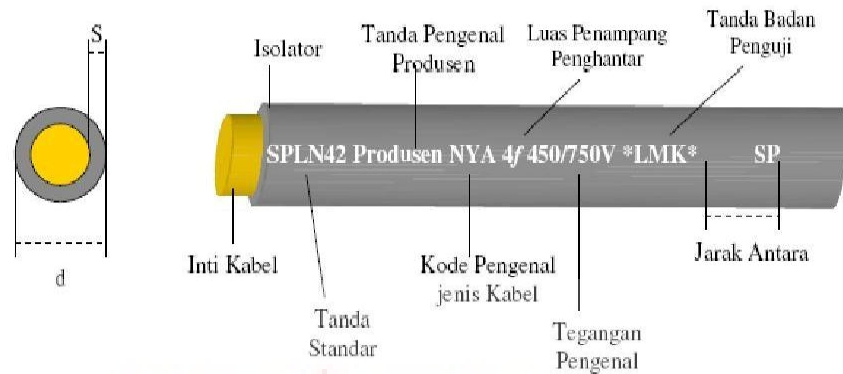 S
d
Isolator
Tanda Pengenal
Produsen
Luas Penampang
Penghantar
Tanda Badan
Penguji
SPLN42 Produsen NYA 4f 450/750V *LMK* SP
Inti Kabel
Tanda
Standar
Kode Pengenal
jenis Kabel
Tegangan
Pengenal
Jarak Antara